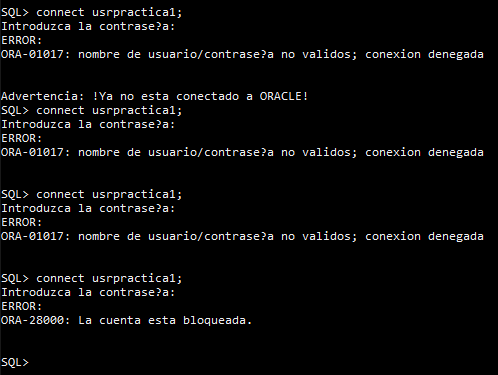 SQL> connect usrpractica1;
Introduzca la contrase?a:
ERROR:
ORA-01017: nombre de usuario/contrase?a no validos; conexion denegada
Advertencia: !Ya no esta conectado a ORACLE!
SQL> connect usrpractica1;
Introduzca la contrase?a:
ERROR:
ORA-01017: nombre de usuario/contrase?a no validos; conexion denegada
SQL> connect usrpractica1;
Introduzca la contrase?a:
ERROR:
ORA-01017: nombre de usuario/contrase?a no validos; conexion denegada
SQL> connect usrpractica1;
Introduzca la contrase?a:
ERROR:
ORA-28000: La cuenta esta bloqueada.
SQL>